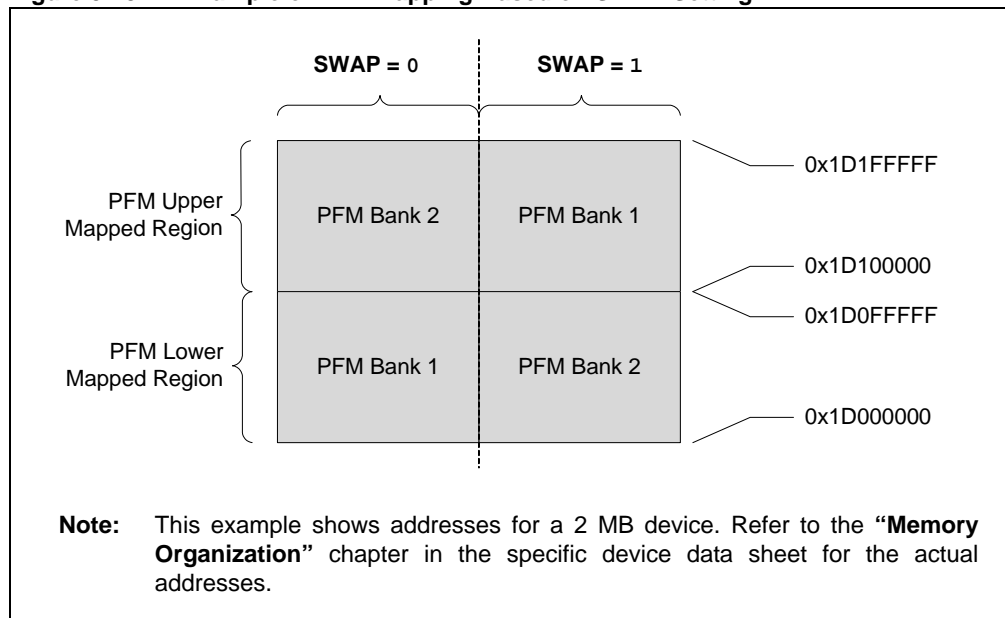 SWAP = 0
SWAP = 1
PFM Upper
Mapped Region
PFM Bank 2
PFM Bank 1
0x1D1FFFFF
0x1D100000
0x1D0FFFFF
PFM Lower
Mapped Region
PFM Bank 1
PFM Bank 2
0x1D000000
Note: This example shows addresses for a 2 MB device. Refer to the “Memory
Organization” chapter in the specific device data sheet for the actual
addresses.